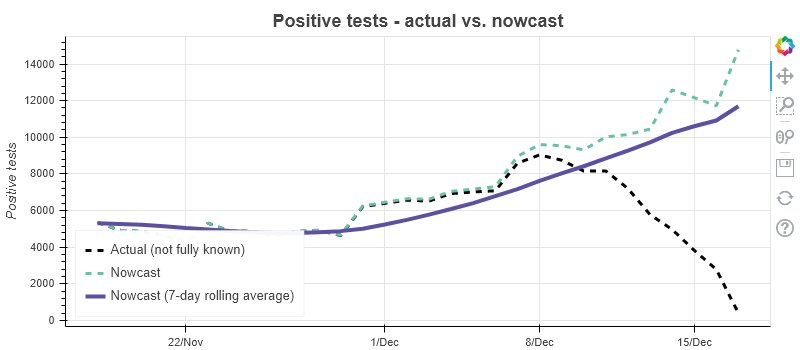 Positive tests - actual vs. nowcast
14000
12000
10000
8000
6000
4000
2000
0
Positive tests
Actual (not fully known)
Nowcast
Nowcast (7-day rolling average)
22/Nov 1/Dec 8/Dec 15/Dec